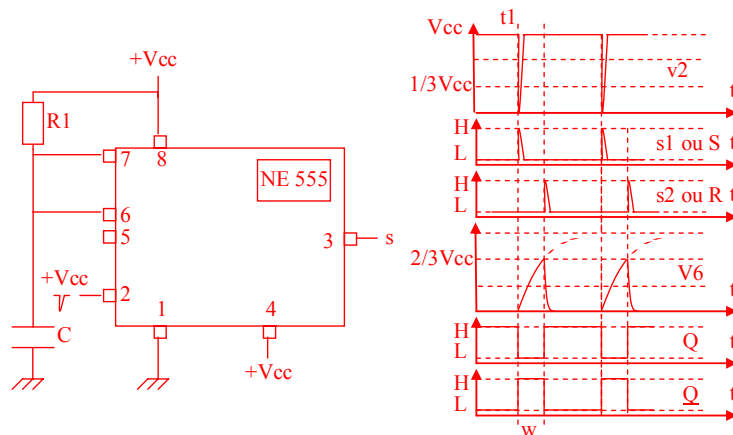 +Vcc
R1
7
8
NE 555
6
5
3
s
+Vcc
2
1
4
C
+Vcc
t1
Vcc
1/3Vcc
v2
t
H
L
s1 ou S
t
H
L
s2 ou R
t
2/3Vcc
V6
t
H
L
Q
t
H
L
Q
t
w